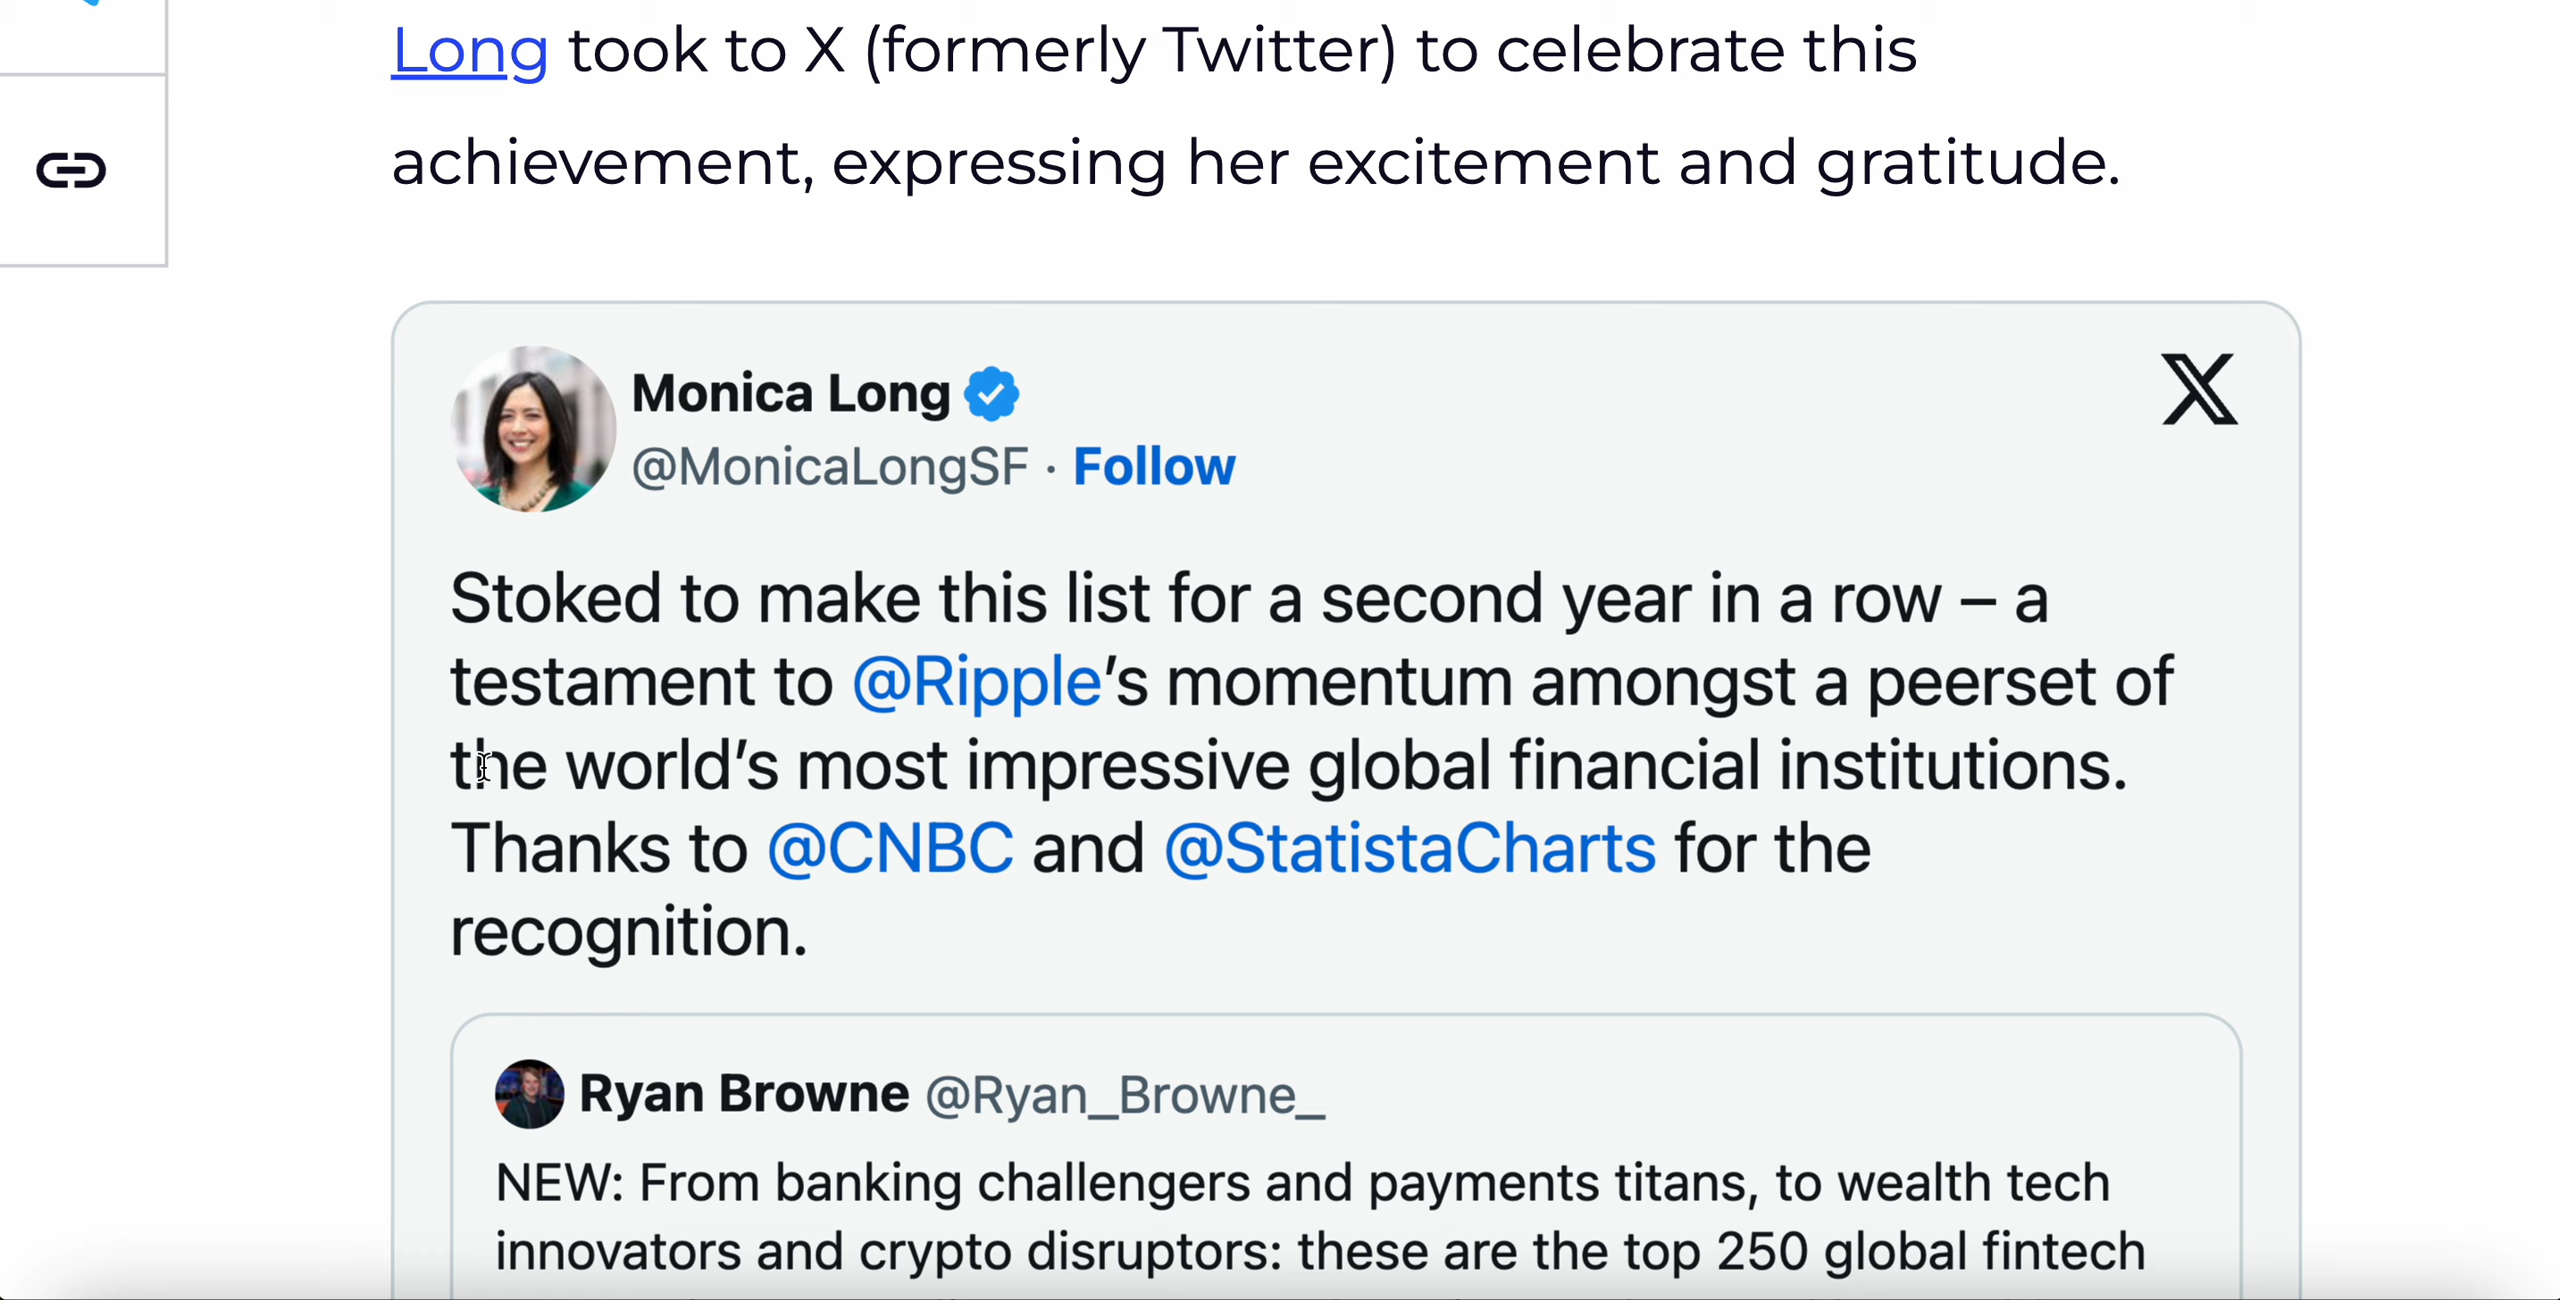 Long took to X (formerly Twitter) to celebrate this
achievement, expressing her excitement and gratitude.
Monica Long
@MonicaLongSF · Follow
Stoked to make this list for a second year in a row – a
testament to @Ripple’s momentum amongst a peerset of
the world’s most impressive global financial institutions.
Thanks to @CNBC and @StatistaCharts for the
recognition.
Ryan Browne @Ryan_Browne_
NEW: From banking challengers and payments titans, to wealth tech
innovators and crypto disruptors: these are the top 250 global fintech